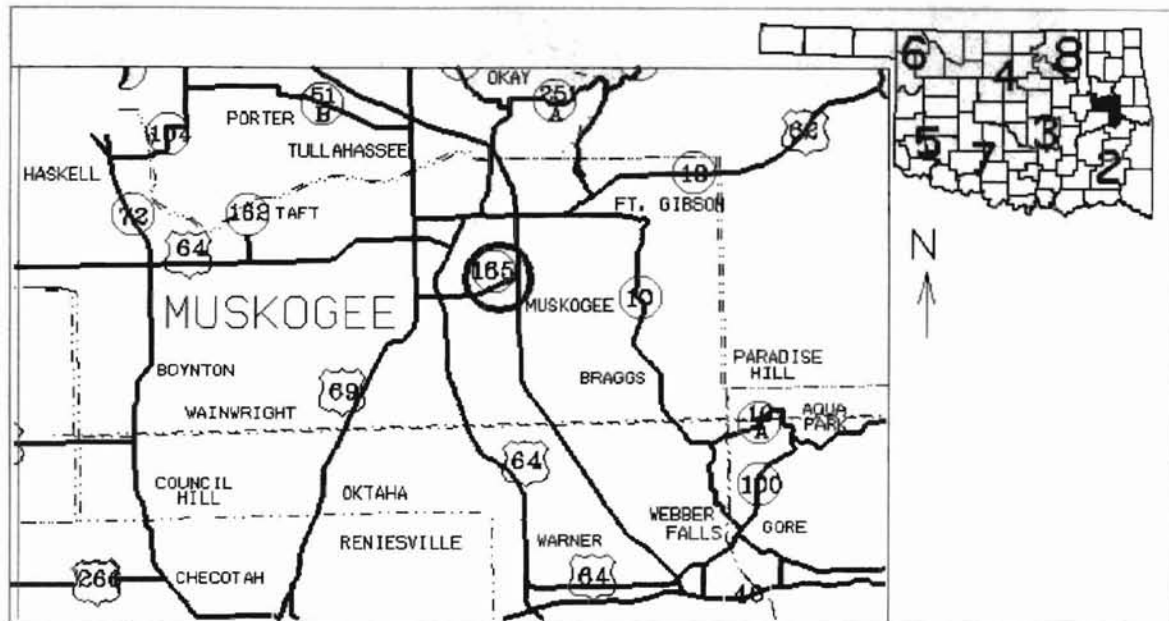 OKAY
51
B
251
A
6
8
4
1
5
7
3
2
PORTER
104
62
TULLAHASSEE
HASKELL
72
162
TAFT
FT. GIBSON
64
N
165
MUSKOGEE
MUSKOGEE
10
PARADISE
HILL
BOYNTON
69
BRAGGS
WAINWRIGHT
10
A
AQUA
PARK
64
COUNCIL
HILL
OKTAHA
100
WEBBER
FALLS
GORE
RENIESVILLE
WARNER
266
CHECOTAH
64
40